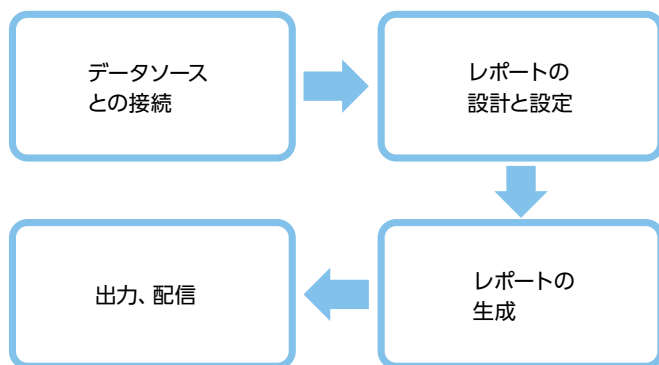 データソース
との接続
レポートの
設計と設定
レポートの
生成
出力、配信